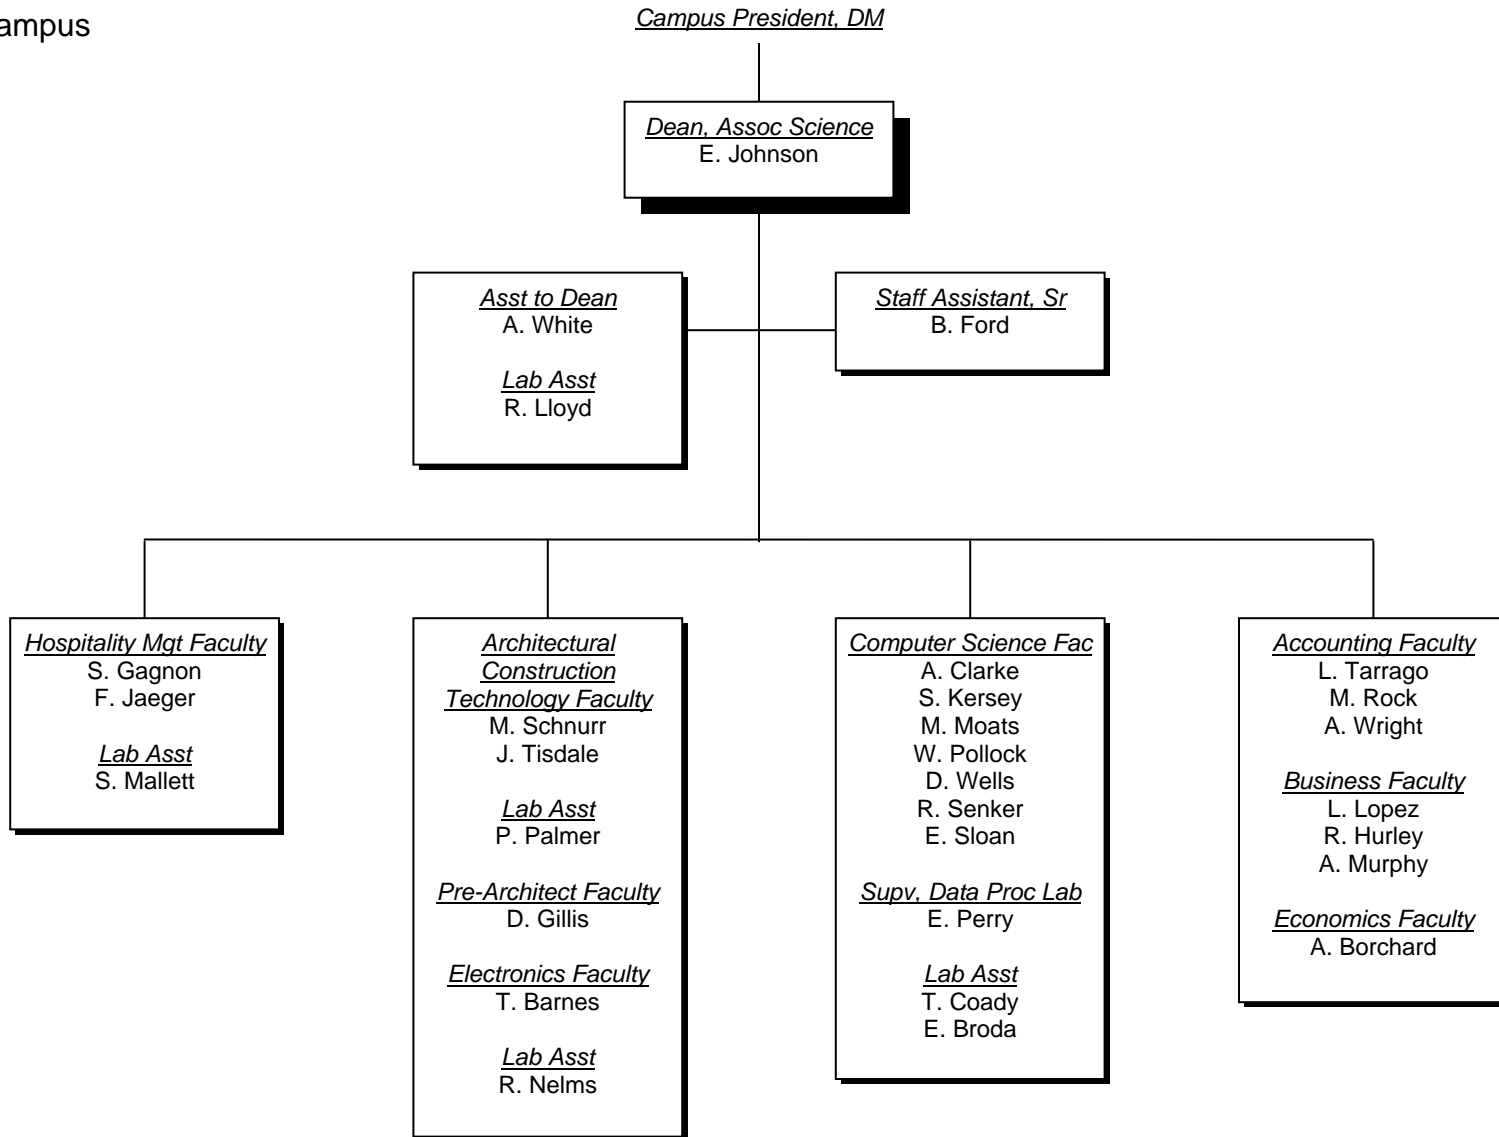 ampus
Campus President, DM
Dean, Assoc Science
E. Johnson
Asst to Dean
A. White
Lab Asst
R. Lloyd
Staff Assistant, Sr
B. Ford
Hospitality Mgt Faculty
S. Gagnon
F. Jaeger
Lab Asst
S. Mallett
Architectural
Construction
Technology Faculty
M. Schnurr
J. Tisdale
Lab Asst
P. Palmer
Pre-Architect Faculty
D. Gillis
Electronics Faculty
T. Barnes
Lab Asst
R. Nelms
Computer Science Fac
A. Clarke
S. Kersey
M. Moats
W. Pollock
D. Wells
R. Senker
E. Sloan
Supv, Data Proc Lab
E. Perry
Lab Asst
T. Coady
E. Broda
Accounting Faculty
L. Tarrago
M. Rock
A. Wright
Business Faculty
L. Lopez
R. Hurley
A. Murphy
Economics Faculty
A. Borchard